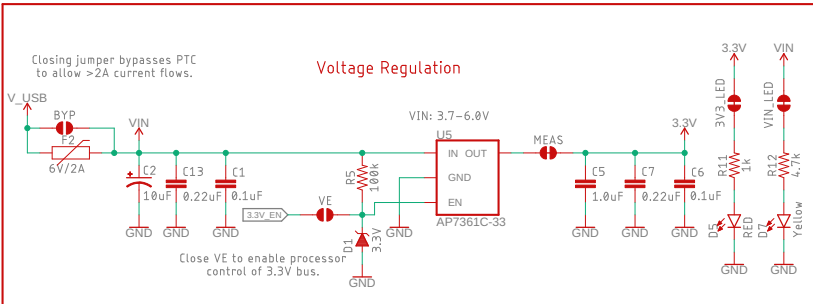 Closing jumper bypasses PTC
to allow >2A current flows.
Voltage Regulation
3.3V
VIN
V_USB
BYP
VIN
VIN: 3.7-6.0V
3.3V
3V3_LED
VIN_LED
F2
6V/2A
U5
MEAS
IN OUT
GND
EN
AP7361C-33
C2
10uF
C13
0.22uF
C1
0.1uF
R5
100k
C5
1.0uF
C7
0.22uF
C6
0.1uF
R11
1k
R12
4.7k
3.3V_EN
VE
D1
3.3V
D5
RED
D7
Yellow
GND
GND
GND
GND
GND
GND
GND
GND
GND
GND
Close VE to enable processor
control of 3.3V bus.